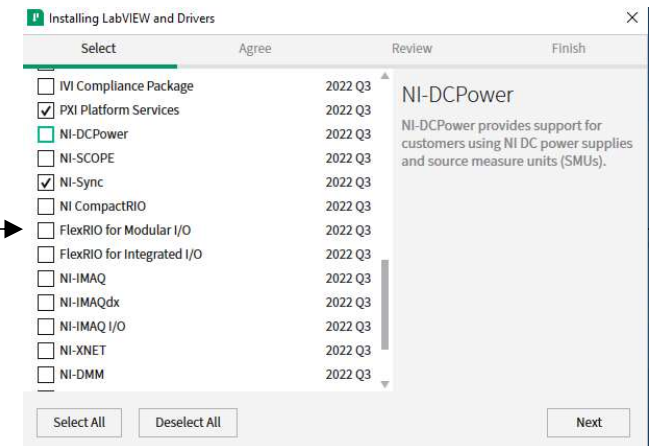 Installing LabVIEW and Drivers
Select Agree Review Finish
IVI Compliance Package 2022 Q3
PXI Platform Services 2022 Q3
NI-DCPower 2022 Q3
NI-SCOPE 2022 Q3
NI-Sync 2022 Q3
NI CompactRIO 2022 Q3
FlexRIO for Modular I/O 2022 Q3
FlexRIO for Integrated I/O 2022 Q3
NI-IMAQ 2022 Q3
NI-IMAQdx 2022 Q3
NI-IMAQ I/O 2022 Q3
NI-XNET 2022 Q3
NI-DMM 2022 Q3
NI-DCPower
NI-DCPower provides support for
customers using NI DC power supplies
and source measure units (SMUs).
Select All Deselect All Next